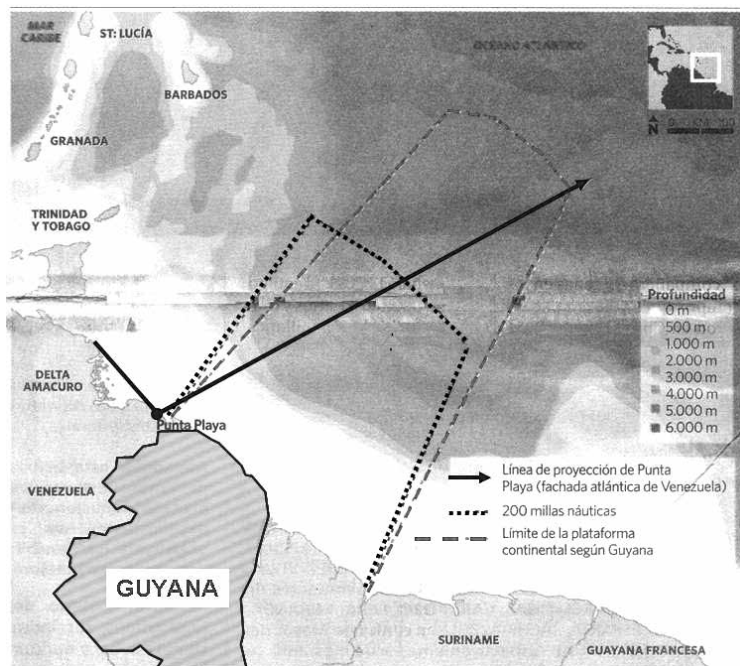 MAR
CARIBE
ST: LUCÍA
OCÉANO ATLÁNTICO
BARBADOS
GRANADA
N
TRINIDAD
Y TOBAGO
Profundidad
0 m
500 m
1.000 m
2.000 m
3.000 m
4.000 m
5.000 m
6.000 m
DELTA
AMACURO
Punta Playa
VENEZUELA
Línea de proyección de Punta
Playa (fachada atlántica de Venezuela)
200 millas náuticas
Límite de la plataforma
continental según Guyana
GUYANA
SURINAME
GUAYANA FRANCESA